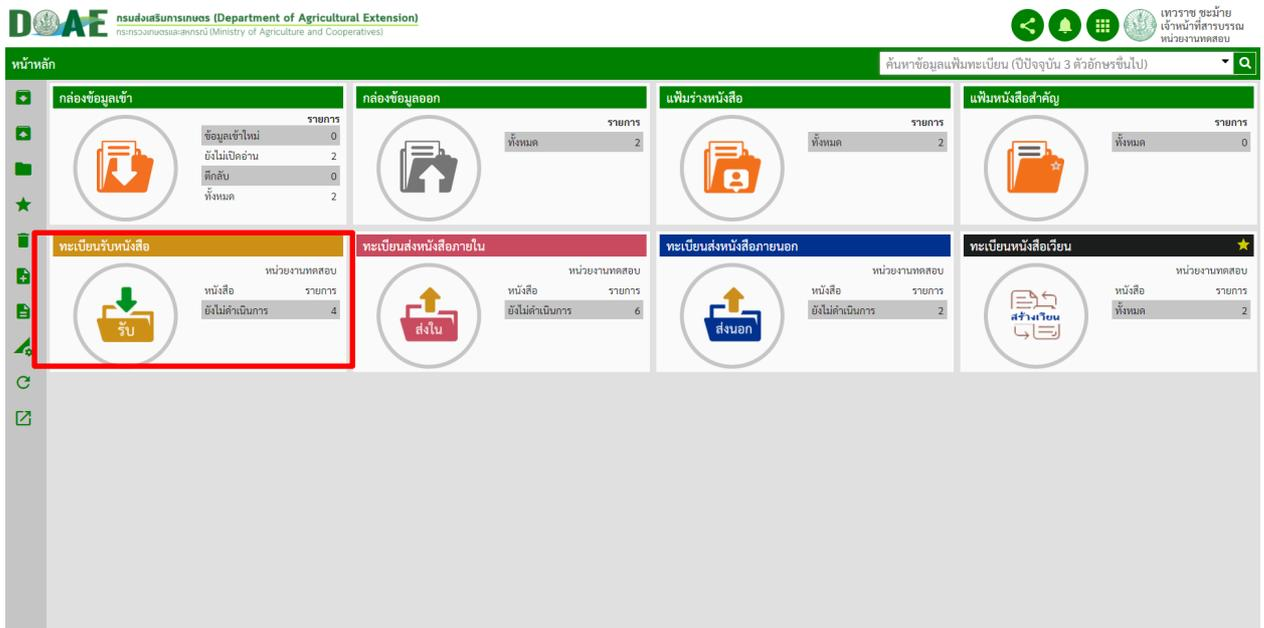 DOAE
กรมส่งเสริมการเกษตร (Department of Agricultural Extension)
กระทรวงเกษตรและสหกรณ์ (Ministry of Agriculture and Cooperatives)
เทวราช ชะม้าย
เจ้าหน้าที่สารบรรณ
หน่วยงานทดสอบ
หน้าหลัก
ค้นหาข้อมูลแฟ้มทะเบียน (ปีปัจจุบัน 3 ตัวอักษรขึ้นไป)
กล่องข้อมูลเข้า
รายการ
ข้อมูลเข้าใหม่ 0
ยังไม่เปิดอ่าน 2
ตีกลับ 0
ทั้งหมด 2
กล่องข้อมูลออก
รายการ
ทั้งหมด 2
แฟ้มร่างหนังสือ
รายการ
ทั้งหมด 2
แฟ้มหนังสือสำคัญ
รายการ
ทั้งหมด 0
ทะเบียนรับหนังสือ
หน่วยงานทดสอบ
หนังสือ รายการ
ยังไม่ดำเนินการ 4
รับ
ทะเบียนส่งหนังสือภายใน
หน่วยงานทดสอบ
หนังสือ รายการ
ยังไม่ดำเนินการ 6
ส่งใน
ทะเบียนส่งหนังสือภายนอก
หน่วยงานทดสอบ
หนังสือ รายการ
ยังไม่ดำเนินการ 2
ส่งนอก
ทะเบียนหนังสือเวียน
หน่วยงานทดสอบ
หนังสือ รายการ
ทั้งหมด 2
สร้างเวียน